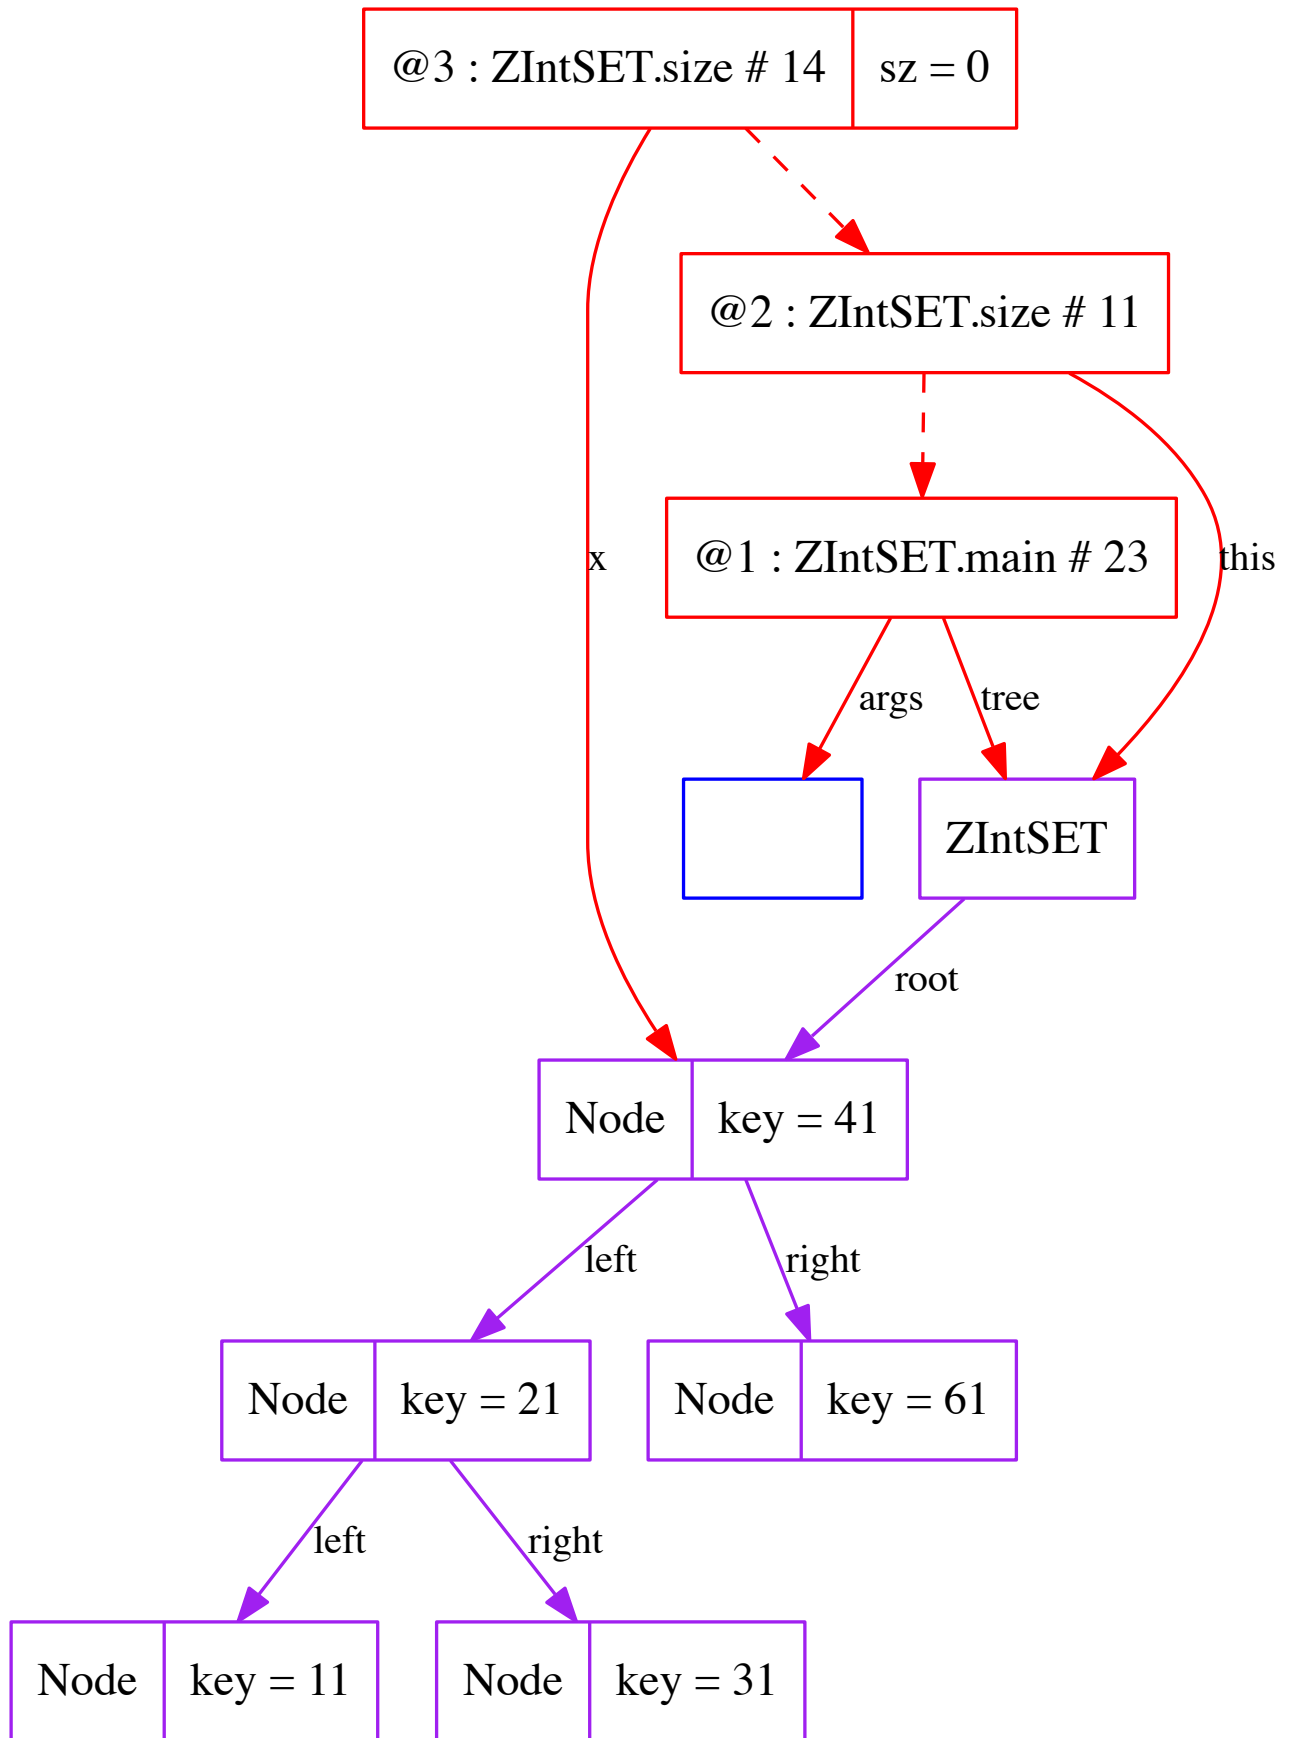 @3 : ZIntSET.size # 14 sz = 0
@2 : ZIntSET.size # 11
x
@1 : ZIntSET.main # 23
this
args
tree
ZIntSET
root
Node key = 41
left
right
Node key = 21
Node key = 61
left
right
Node key = 11
Node key = 31